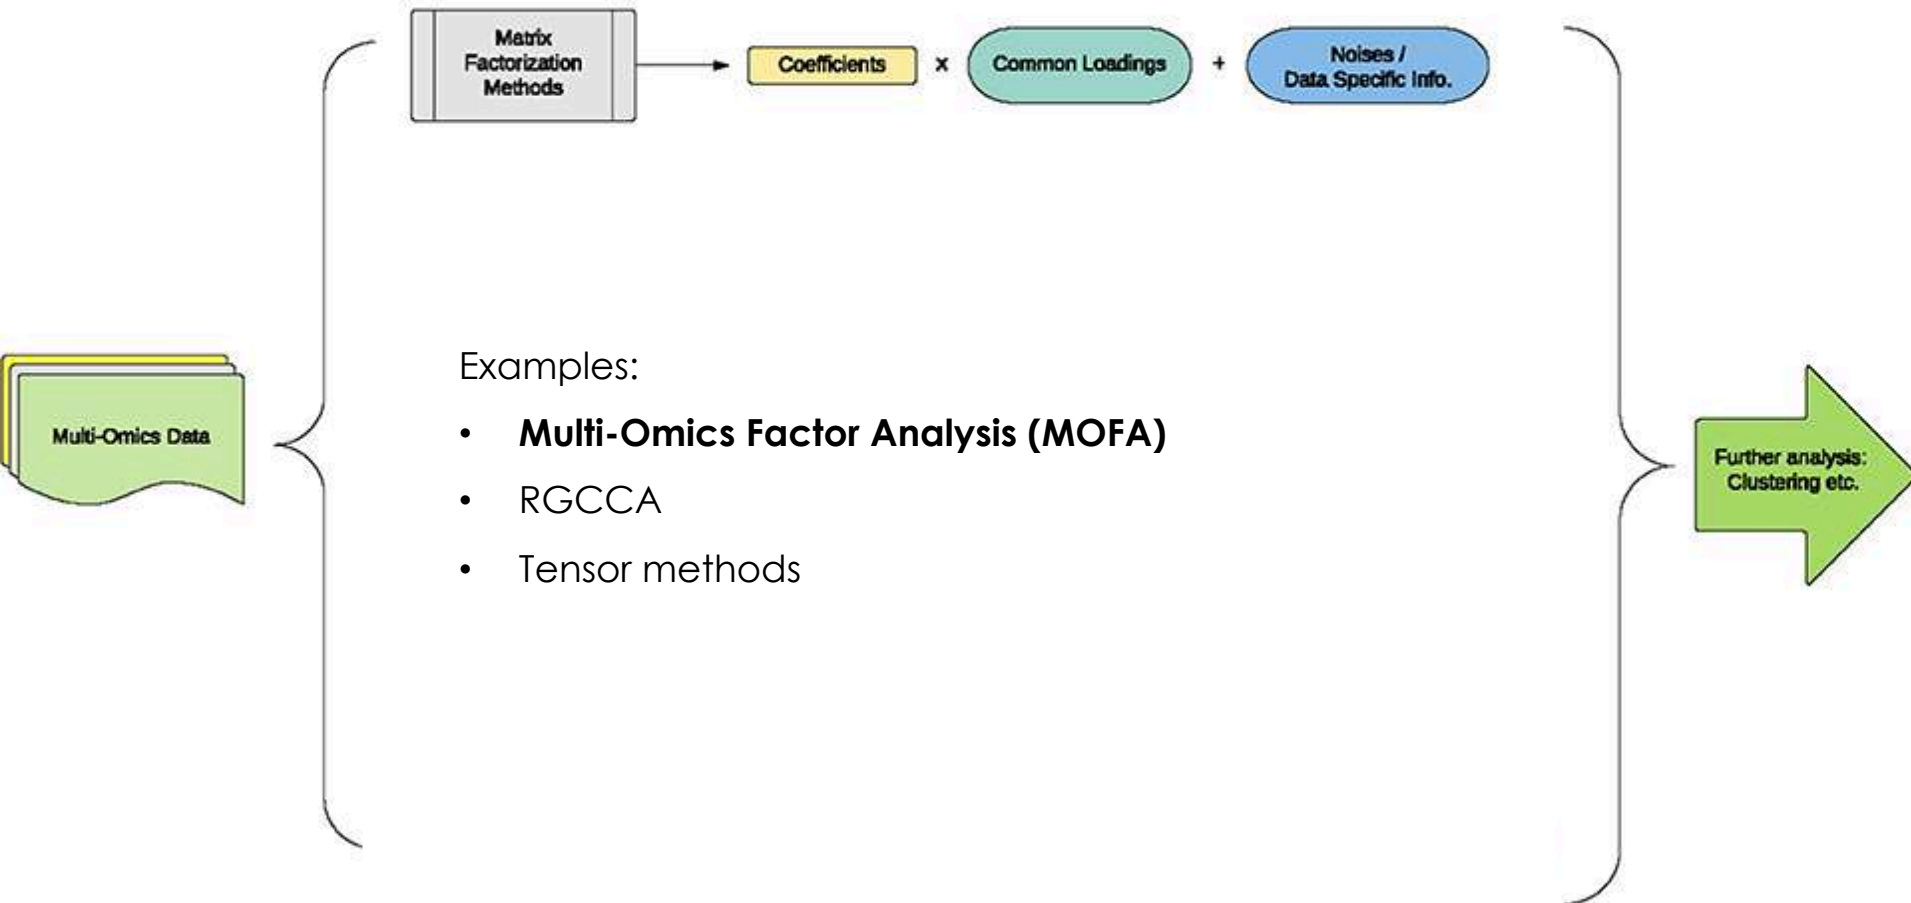 Matrix
Factorization
Methods
Coefficients
x
Common Loadings
+
Noises /
Data Specific Info.
Multi-Omics Data
Examples:
• Multi-Omics Factor Analysis (MOFA)
• RGCCA
• Tensor methods
Further analysis:
Clustering etc.